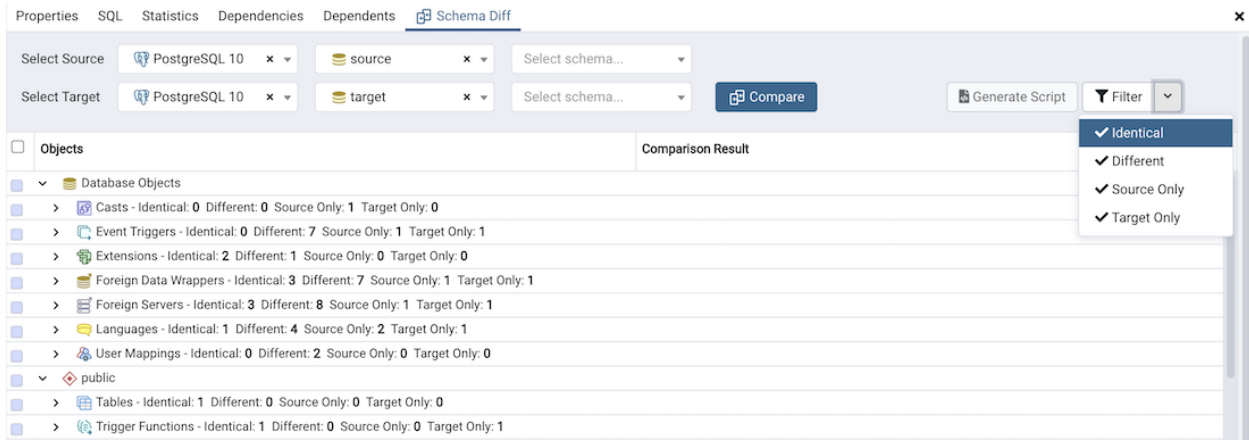 Properties SQL Statistics Dependencies Dependents Schema Diff
Select Source PostgreSQL 10 source Select schema...
Select Target PostgreSQL 10 target Select schema... Compare Generate Script Filter
Identical
Different
Source Only
Target Only
Objects Comparison Result
Database Objects
Casts - Identical: 0 Different: 0 Source Only: 1 Target Only: 0
Event Triggers - Identical: 0 Different: 7 Source Only: 1 Target Only: 1
Extensions - Identical: 2 Different: 1 Source Only: 0 Target Only: 0
Foreign Data Wrappers - Identical: 3 Different: 7 Source Only: 1 Target Only: 1
Foreign Servers - Identical: 3 Different: 8 Source Only: 1 Target Only: 1
Languages - Identical: 1 Different: 4 Source Only: 2 Target Only: 1
User Mappings - Identical: 0 Different: 2 Source Only: 0 Target Only: 0
public
Tables - Identical: 1 Different: 0 Source Only: 0 Target Only: 0
Trigger Functions - Identical: 1 Different: 0 Source Only: 0 Target Only: 1